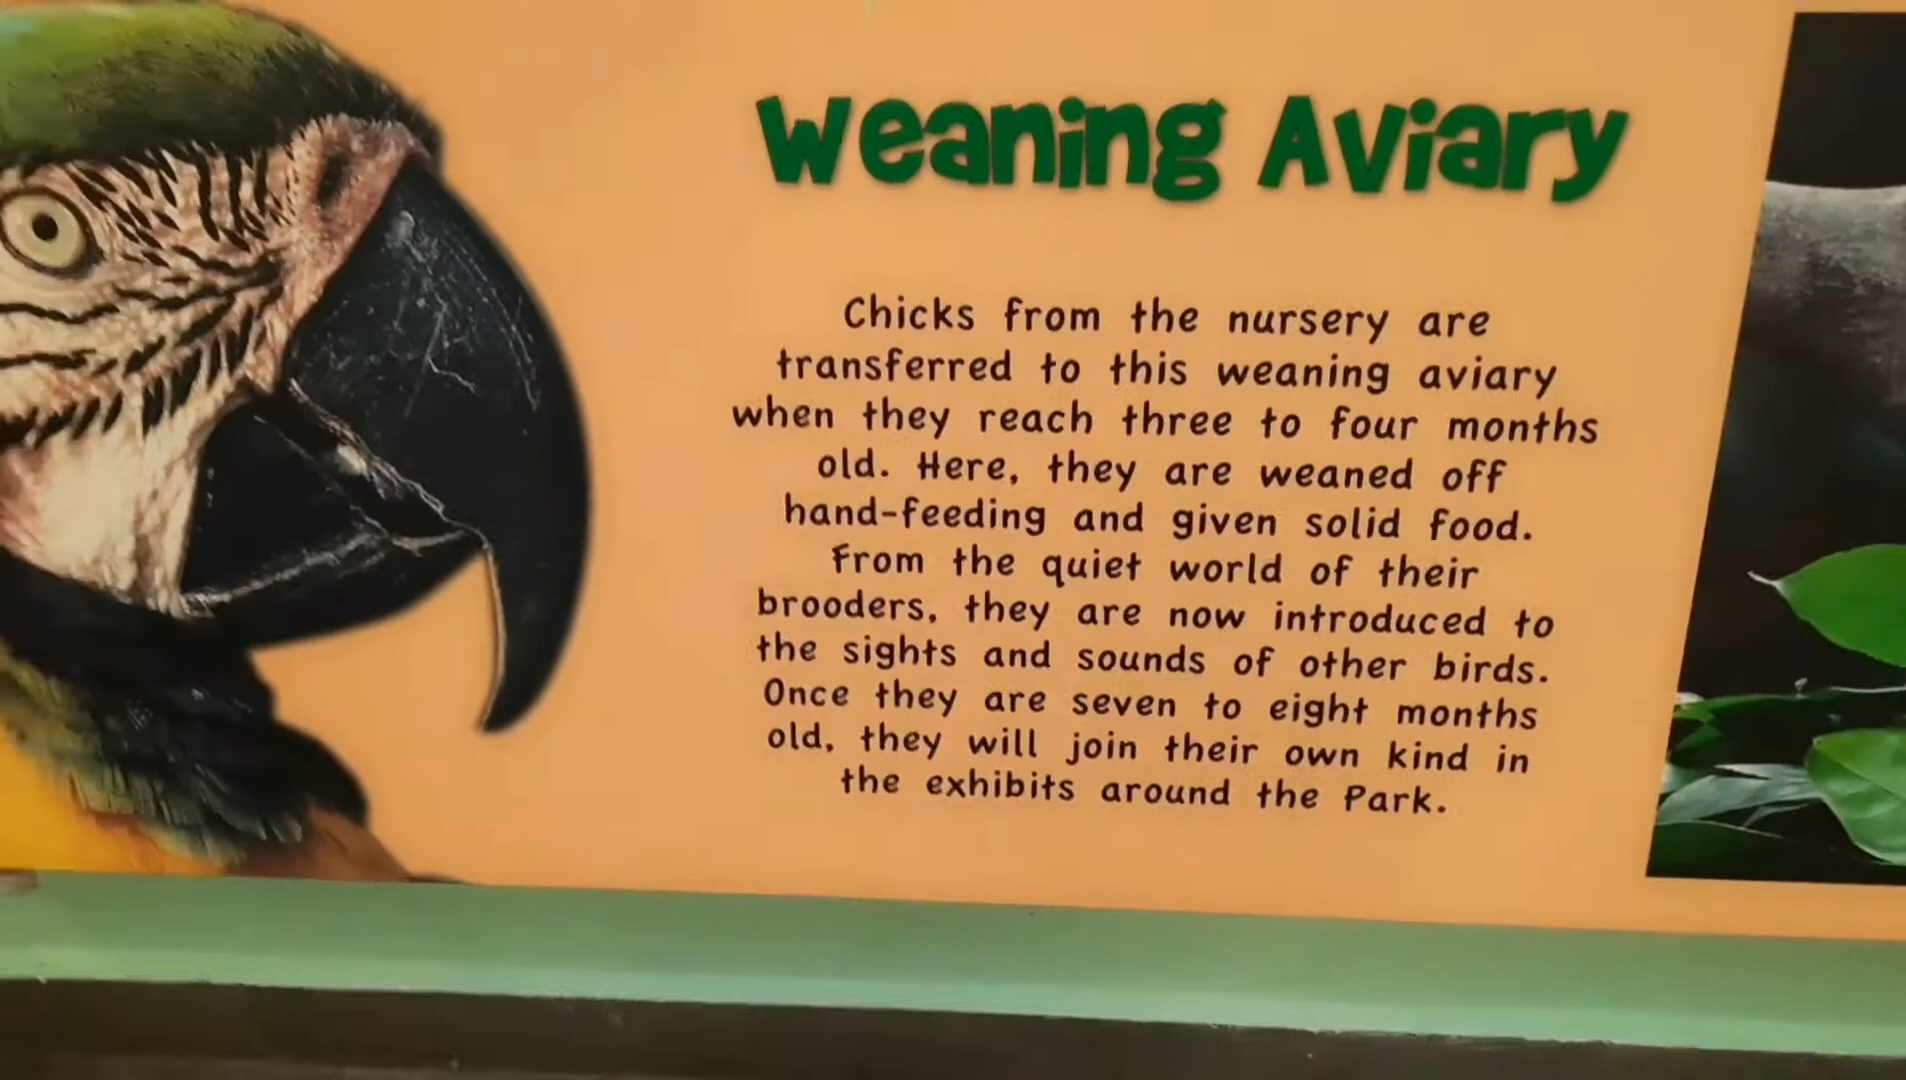 Weaning Aviary
Chicks from the nursery are
transferred to this weaning aviary
when they reach three to four months
old. Here, they are weaned off
hand-feeding and given solid food.
From the quiet world of their
brooders, they are now introduced to
the sights and sounds of other birds.
Once they are seven to eight months
old, they will join their own kind in
the exhibits around the Park.